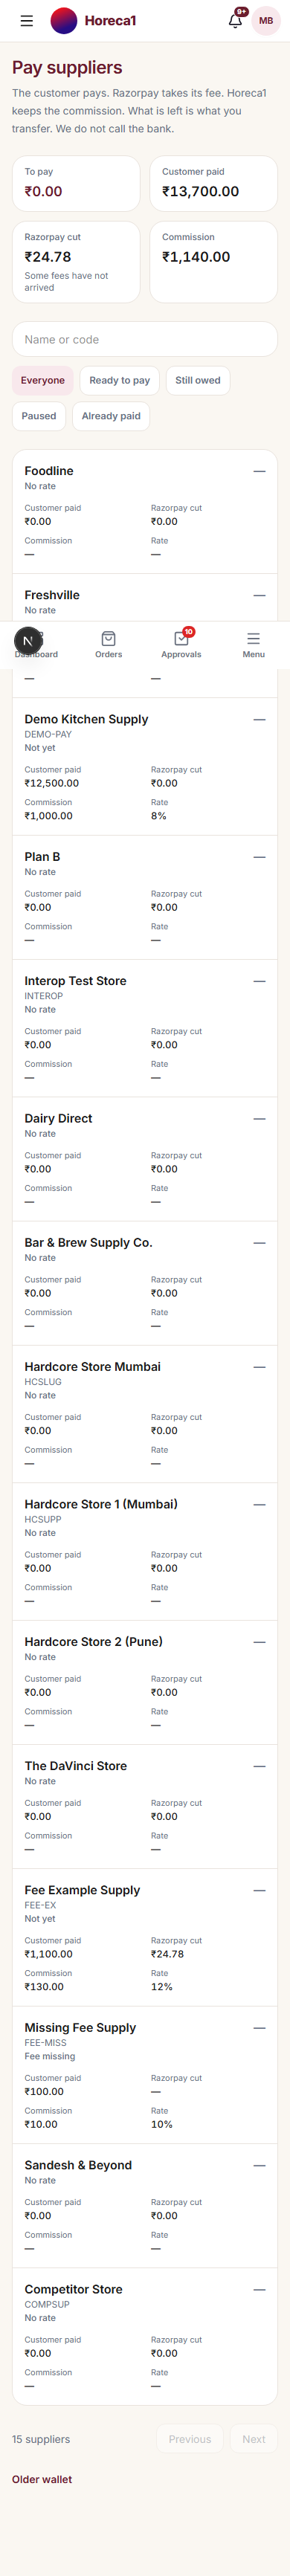 Horeca1
9+
MB
Pay suppliers
The customer pays. Razorpay takes its fee. Horeca1
keeps the commission. What is left is what you
transfer. We do not call the bank.
To pay
₹0.00
Customer paid
₹13,700.00
Razorpay cut
₹24.78
Some fees have not
arrived
Commission
₹1,140.00
Name or code
Everyone
Ready to pay
Still owed
Paused
Already paid
Foodline
—
No rate
Customer paid
Razorpay cut
₹0.00
₹0.00
Commission
Rate
—
—
Freshville
—
No rate
N
10
Orders
Approvals
Menu
—
—
Demo Kitchen Supply
—
DEMO-PAY
Not yet
Customer paid
Razorpay cut
₹12,500.00
₹0.00
Commission
Rate
₹1,000.00
8%
Plan B
—
No rate
Customer paid
Razorpay cut
₹0.00
₹0.00
Commission
Rate
—
—
Interop Test Store
—
INTEROP
No rate
Customer paid
Razorpay cut
₹0.00
₹0.00
Commission
Rate
—
—
Dairy Direct
—
No rate
Customer paid
Razorpay cut
₹0.00
₹0.00
Commission
Rate
—
—
Bar & Brew Supply Co.
—
No rate
Customer paid
Razorpay cut
₹0.00
₹0.00
Commission
Rate
—
—
Hardcore Store Mumbai
—
HCSLUG
No rate
Customer paid
Razorpay cut
₹0.00
₹0.00
Commission
Rate
—
—
Hardcore Store 1 (Mumbai)
—
HCSUPP
No rate
Customer paid
Razorpay cut
₹0.00
₹0.00
Commission
Rate
—
—
Hardcore Store 2 (Pune)
—
No rate
Customer paid
Razorpay cut
₹0.00
₹0.00
Commission
Rate
—
—
The DaVinci Store
—
No rate
Customer paid
Razorpay cut
₹0.00
₹0.00
Commission
Rate
—
—
Fee Example Supply
—
FEE-EX
Not yet
Customer paid
Razorpay cut
₹1,100.00
₹24.78
Commission
Rate
₹130.00
12%
Missing Fee Supply
—
FEE-MISS
Fee missing
Customer paid
Razorpay cut
₹100.00
—
Commission
Rate
₹10.00
10%
Sandesh & Beyond
—
No rate
Customer paid
Razorpay cut
₹0.00
₹0.00
Commission
Rate
—
—
Competitor Store
—
COMPSUP
No rate
Customer paid
Razorpay cut
₹0.00
₹0.00
Commission
Rate
—
—
15 suppliers
Previous
Next
Older wallet